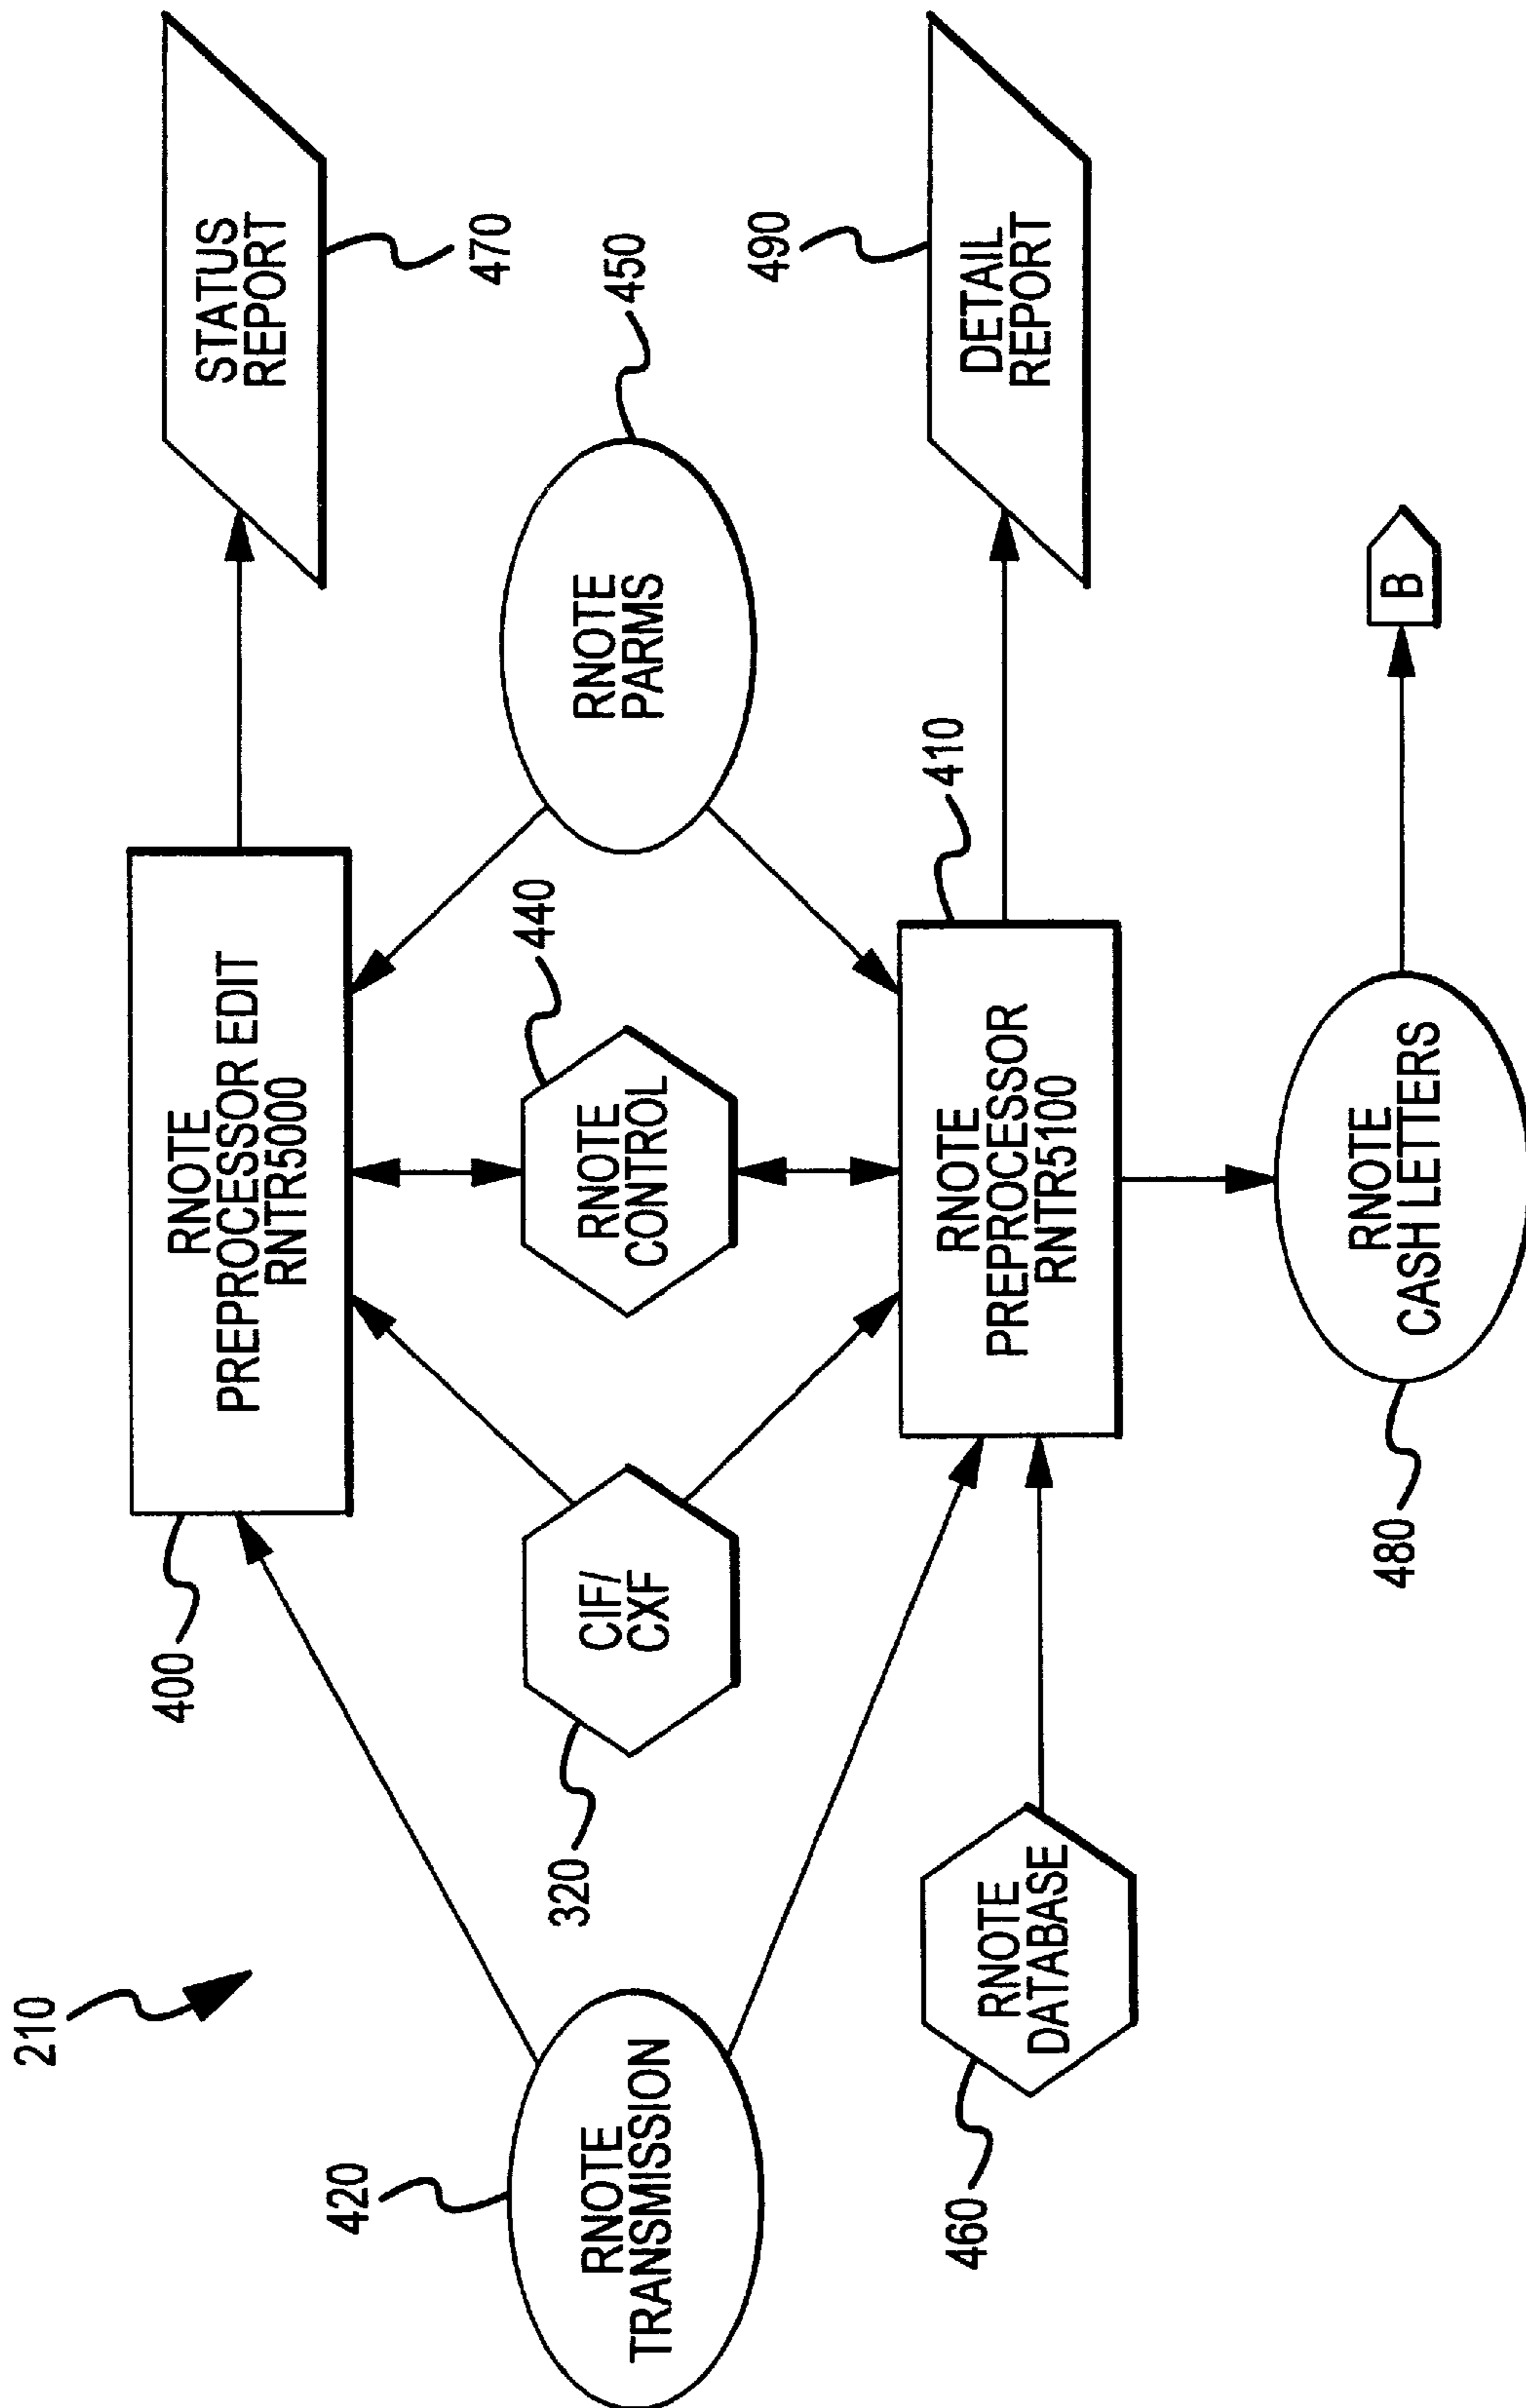 210
400
RNOTE
PREPROCESSOR EDIT
RNTR5000
STATUS
REPORT
470
420
RNOTE
TRANSMISSION
320
CIF/
CXF
440
RNOTE
CONTROL
RNOTE
PARMS
450
460
RNOTE
DATABASE
410
RNOTE
PREPROCESSOR
RNTR5100
490
DETAIL
REPORT
480
RNOTE
CASH LETTERS
B